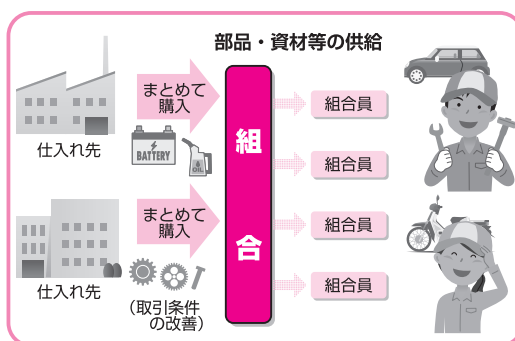 部品・資材等の供給
まとめて
購入
仕入れ先
BATTERY
OIL
まとめて
購入
仕入れ先
(取引条件
の改善)
組
合
組合員
組合員
組合員
組合員